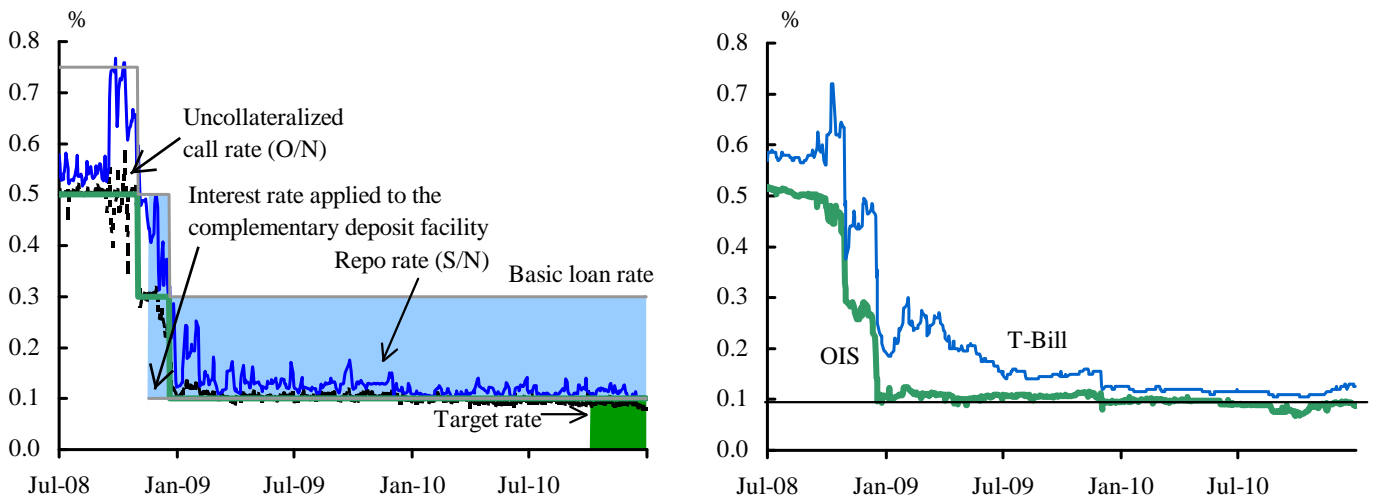 %
0.8
0.7
0.6
0.5
0.4
0.3
0.2
0.1
0.0
Uncollateralized
call rate (O/N)
Interest rate applied to the
complementary deposit facility
Repo rate (S/N)
Basic loan rate
Target rate
Jul-08 Jan-09 Jul-09 Jan-10 Jul-10
%
0.8
0.7
0.6
0.5
0.4
0.3
0.2
0.1
0.0
T-Bill
OIS
Jul-08 Jan-09 Jul-09 Jan-10 Jul-10